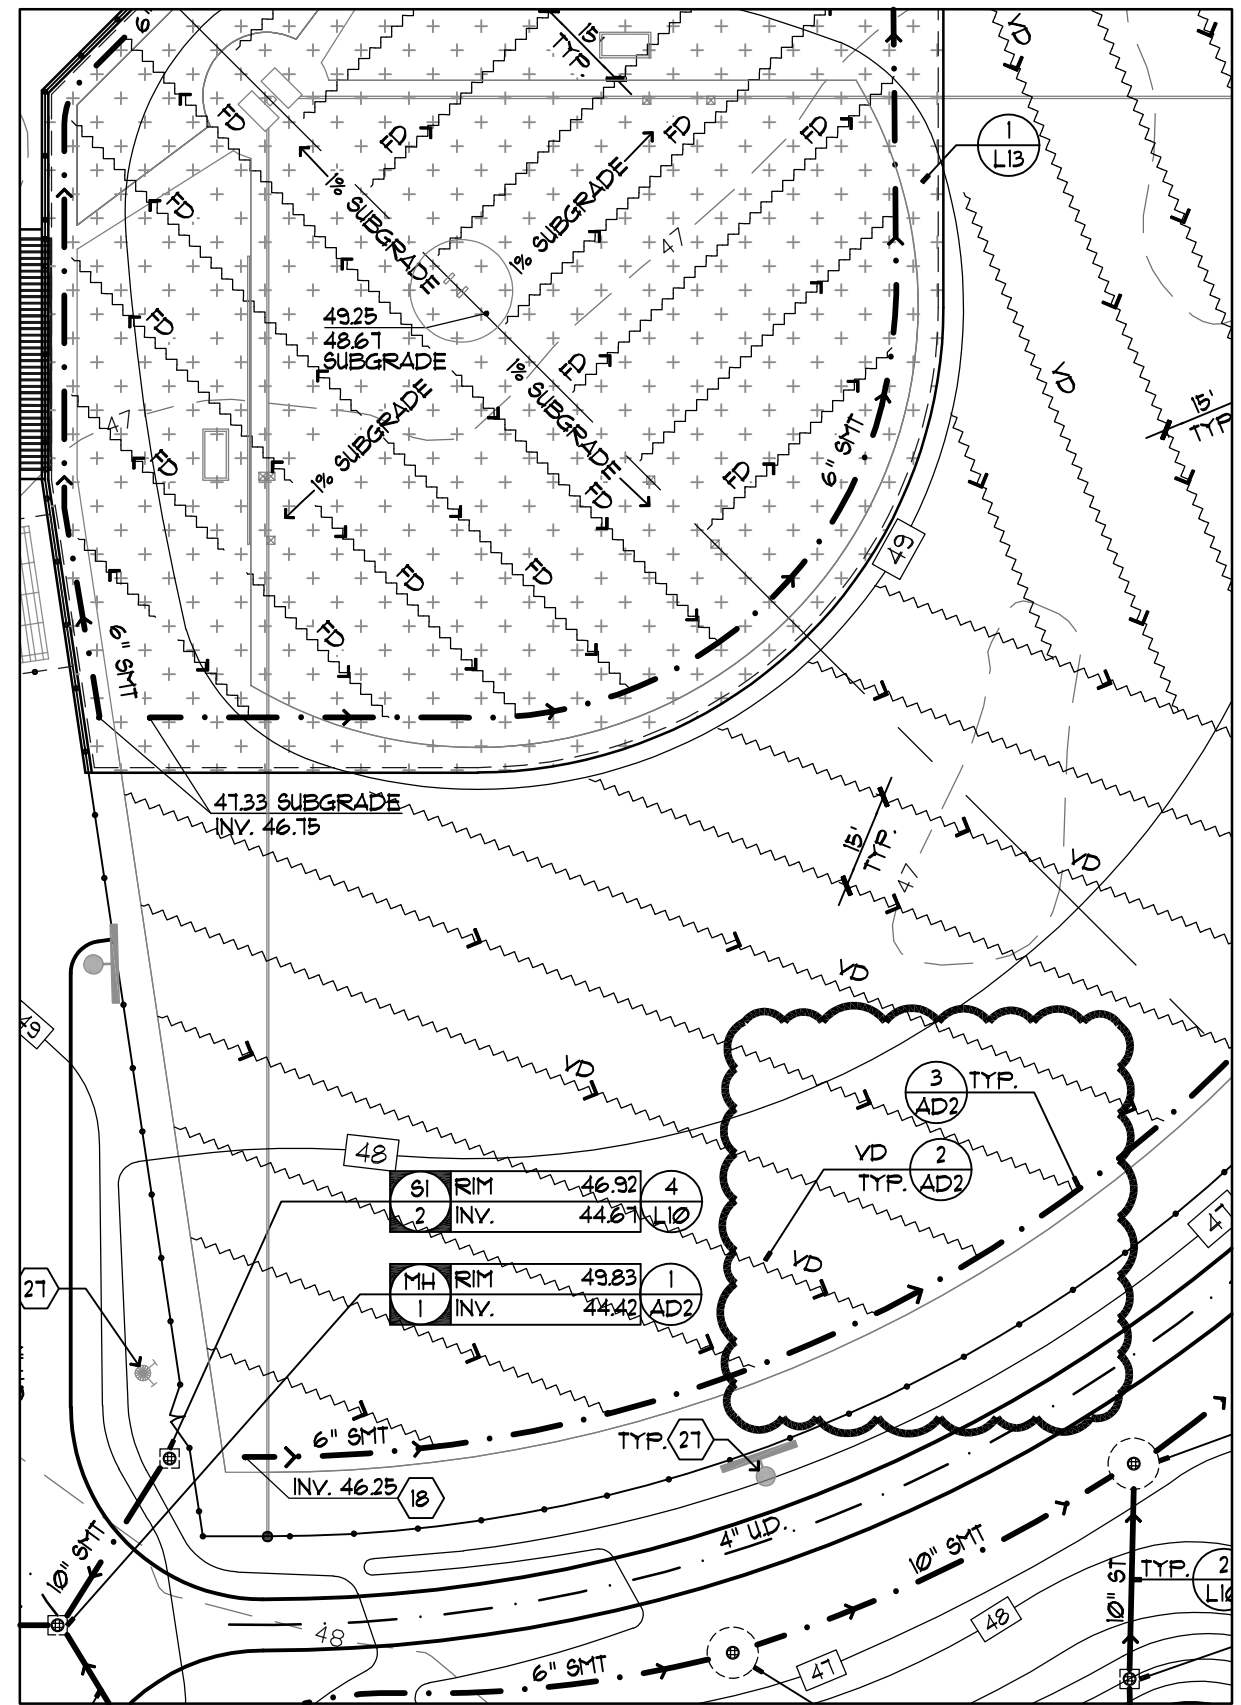 6"
15'
TYP.
VD
FD
FD
FD
FD
1
L13
1% SUBGRADE
1% SUBGRADE
FD
47
49.25
48.67
SUBGRADE
FD
FD
VD
1% SUBGRADE
15'
TYP.
47
1% SUBGRADE
6" SMT
FD
FD
FD
49
FD
FD
6" SMT
FD
47.33 SUBGRADE
INV. 46.75
15'
TYP.
47
VD
VD
49
VD
3
AD2
TYP.
48
VD
TYP.
2
AD2
S1
2
RIM 46.92
INV. 44.67
4
L10
47
VD
27
MH
1
RIM 49.83
INV. 44.42
1
AD2
6" SMT
TYP. 27
INV. 46.25
18
4" U.D.
10" SMT
10" SMT
10" ST
TYP.
2
48
48
6" SMT
47